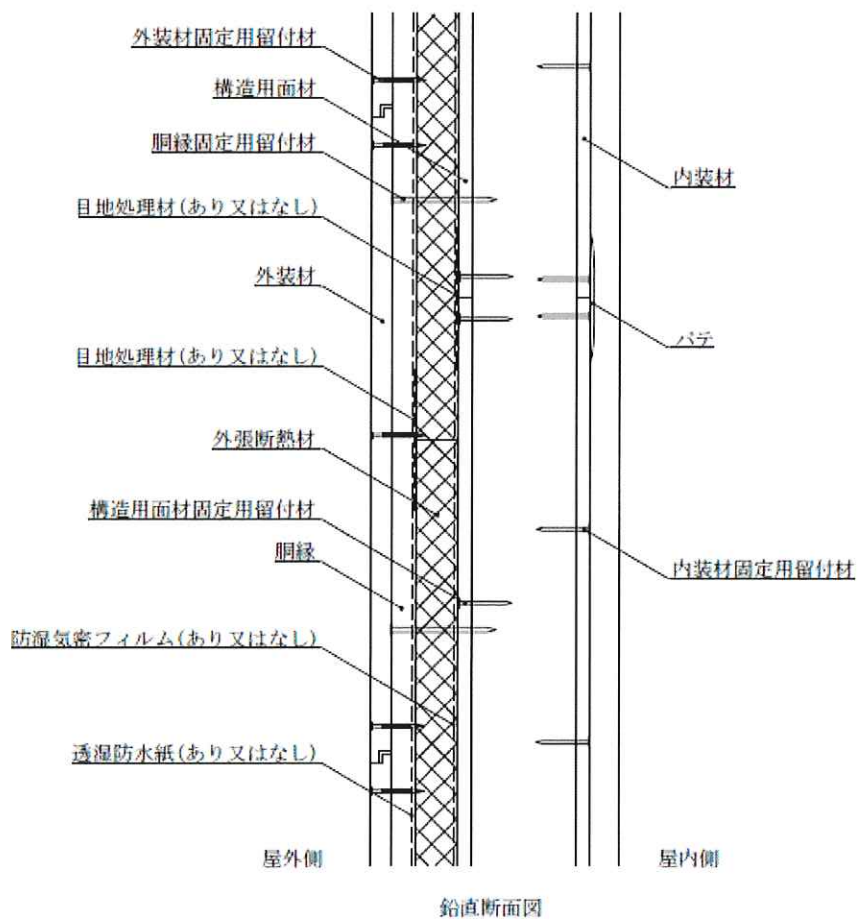 外装材固定用留付材
構造用面材
胴縁固定用留付材
目地処理材(あり又はなし)
外装材
目地処理材(あり又はなし)
外張断熱材
構造用面材固定用留付材
胴縁
防湿気密フィルム(あり又はなし)
透湿防水紙(あり又はなし)
内装材
パテ
内装材固定用留付材
屋外側
屋内側
鉛直断面図